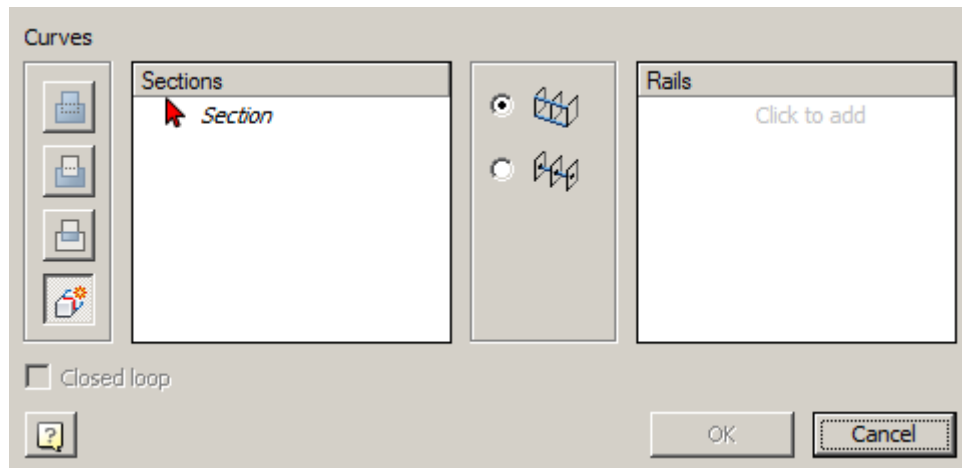 Curves
Sections
Section
Rails
Click to add
Closed loop
?
OK
Cancel